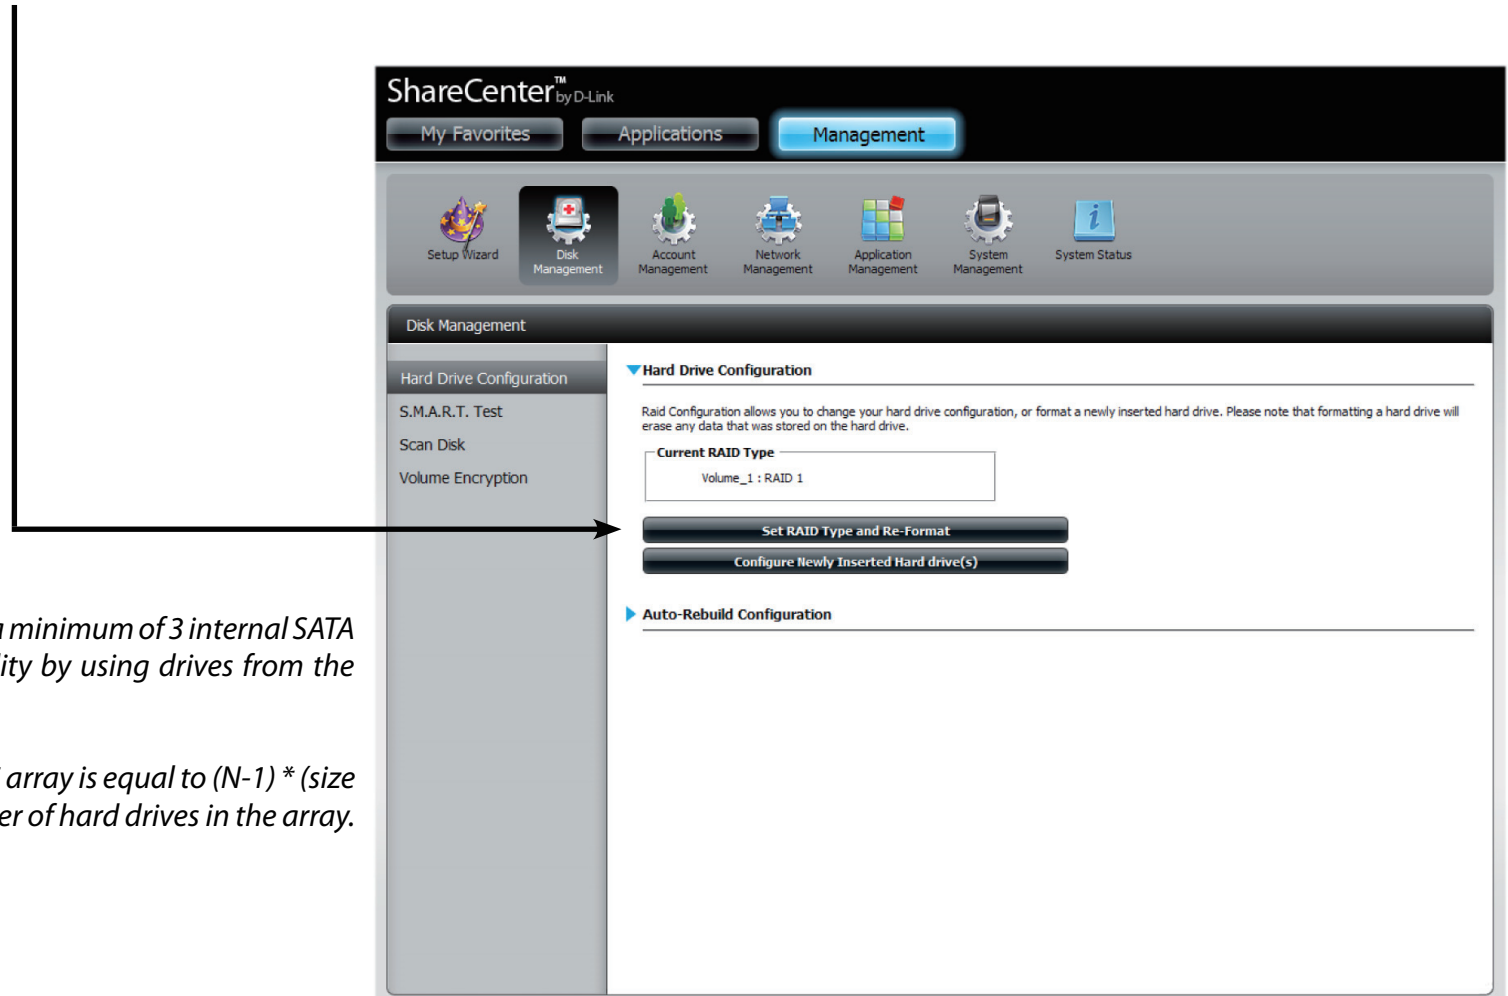 ShareCenter™ by D-Link
My Favorites
Applications
Management
Setup Wizard
Disk Management
Account Management
Network Management
Application Management
System Management
System Status
Disk Management
Hard Drive Configuration
S.M.A.R.T. Test
Scan Disk
Volume Encryption
Hard Drive Configuration
Raid Configuration allows you to change your hard drive configuration, or format a newly inserted hard drive. Please note that formatting a hard drive will
erase any data that was stored on the hard drive.
Current RAID Type
Volume_1 : RAID 1
Set RAID Type and Re-Format
Configure Newly Inserted Hard drive(s)
Auto-Rebuild Configuration
a minimum of 3 internal SATA
lity by using drives from the
array is equal to (N-1) * (size
er of hard drives in the array.